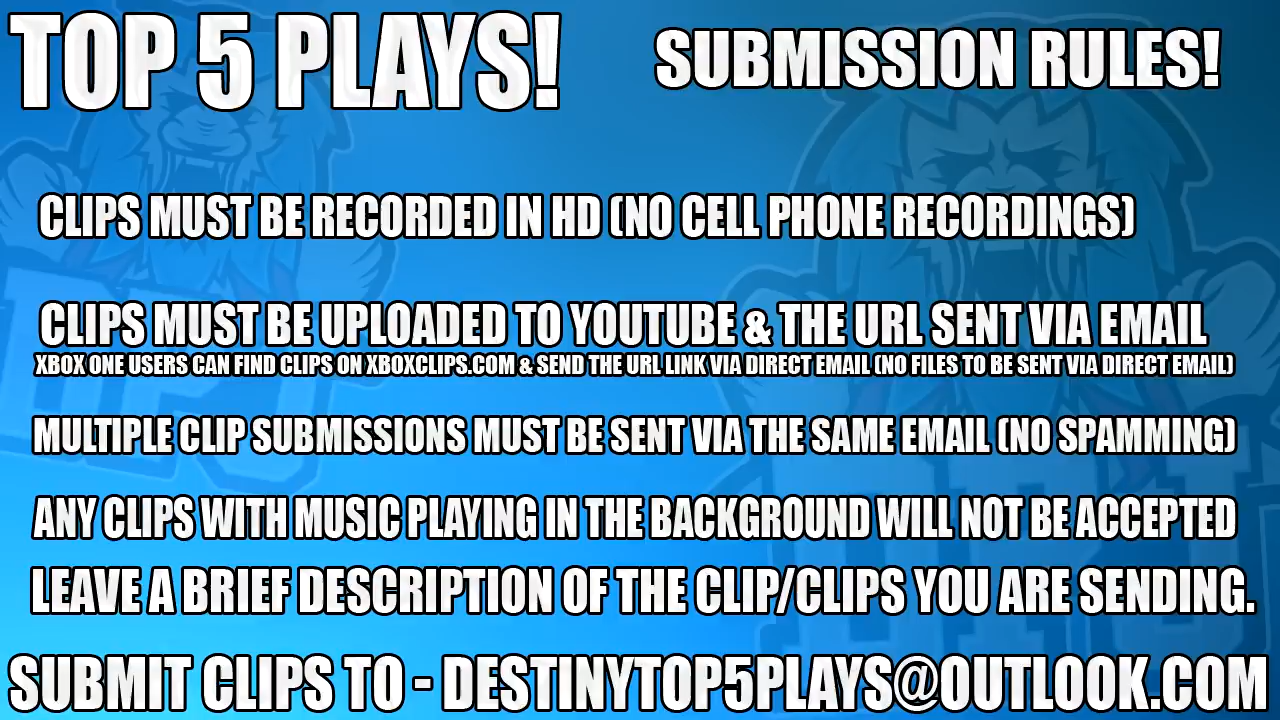 TOP 5 PLAYS!
SUBMISSION RULES!
CLIPS MUST BE RECORDED IN HD (NO CELL PHONE RECORDINGS)
CLIPS MUST BE UPLOADED TO YOUTUBE & THE URL SENT VIA EMAIL
XBOX ONE USERS CAN FIND CLIPS ON XBOXCLIPS.COM & SEND THE URL LINK VIA DIRECT EMAIL (NO FILES TO BE SENT VIA DIRECT EMAIL)
MULTIPLE CLIP SUBMISSIONS MUST BE SENT VIA THE SAME EMAIL (NO SPAMMING)
ANY CLIPS WITH MUSIC PLAYING IN THE BACKGROUND WILL NOT BE ACCEPTED
LEAVE A BRIEF DESCRIPTION OF THE CLIP/CLIPS YOU ARE SENDING.
SUBMIT CLIPS TO - DESTINYTOP5PLAYS@OUTLOOK.COM